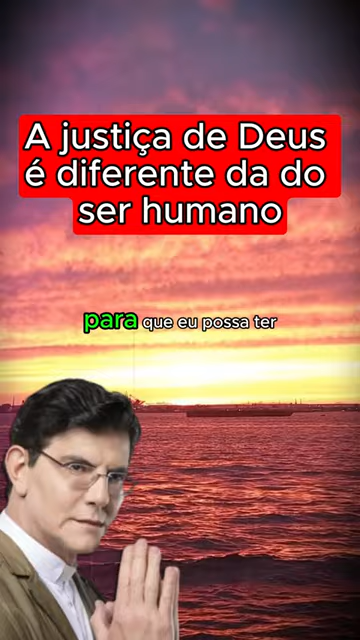 A justiça de Deus
é diferente da do
ser humano
para que eu possa ter